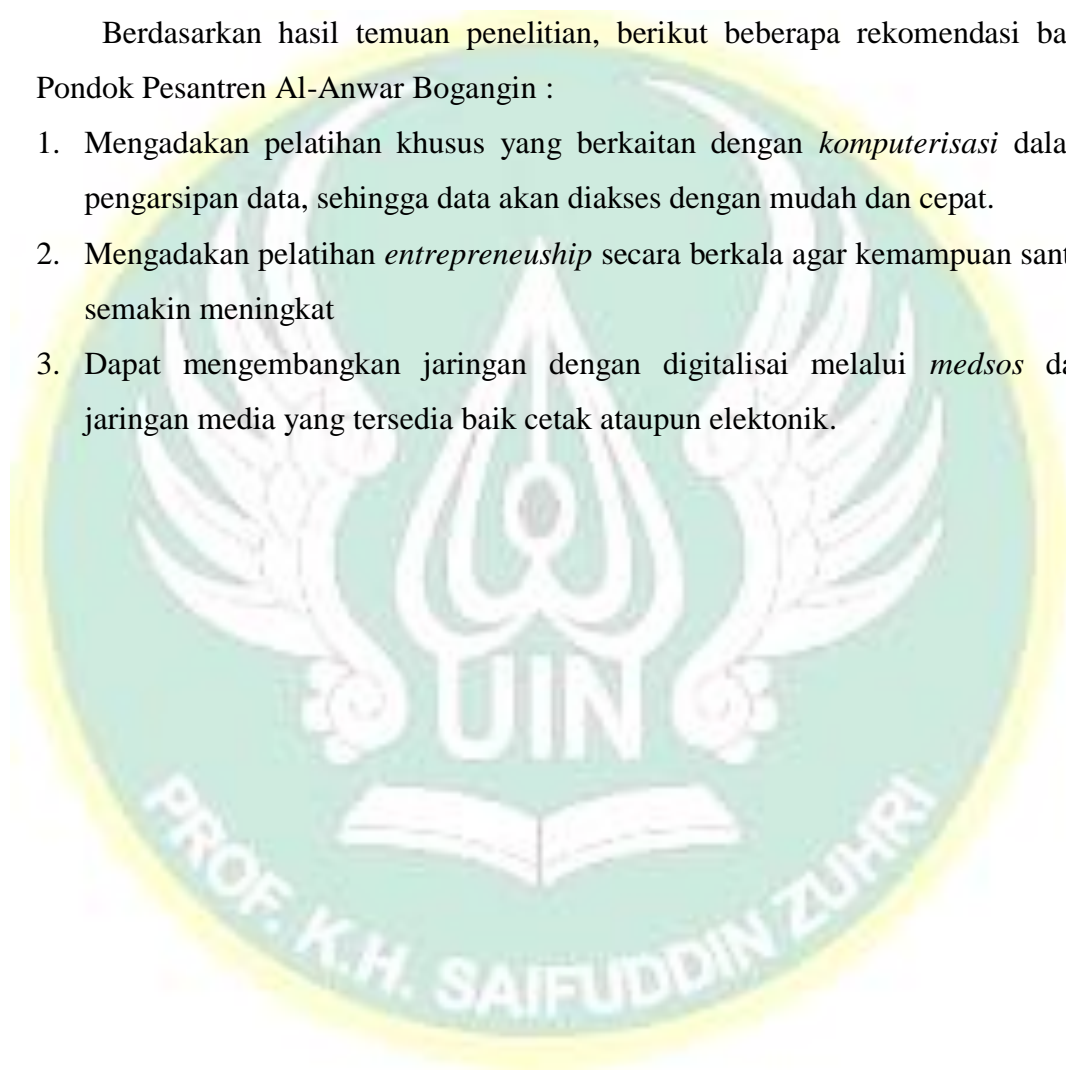 Berdasarkan hasil temuan penelitian, berikut beberapa rekomendasi ba
Pondok Pesantren Al-Anwar Bogangin :
1. Mengadakan pelatihan khusus yang berkaitan dengan komputerisasi dala
pengarsipan data, sehingga data akan diakses dengan mudah dan cepat.
2. Mengadakan pelatihan entrepreneuship secara berkala agar kemampuan sant
semakin meningkat
3. Dapat mengembangkan jaringan dengan digitalisai melalui medsos da
jaringan media yang tersedia baik cetak ataupun elektonik.
UIN
PROF. K.H. SAIFUDDIN ZUHRI